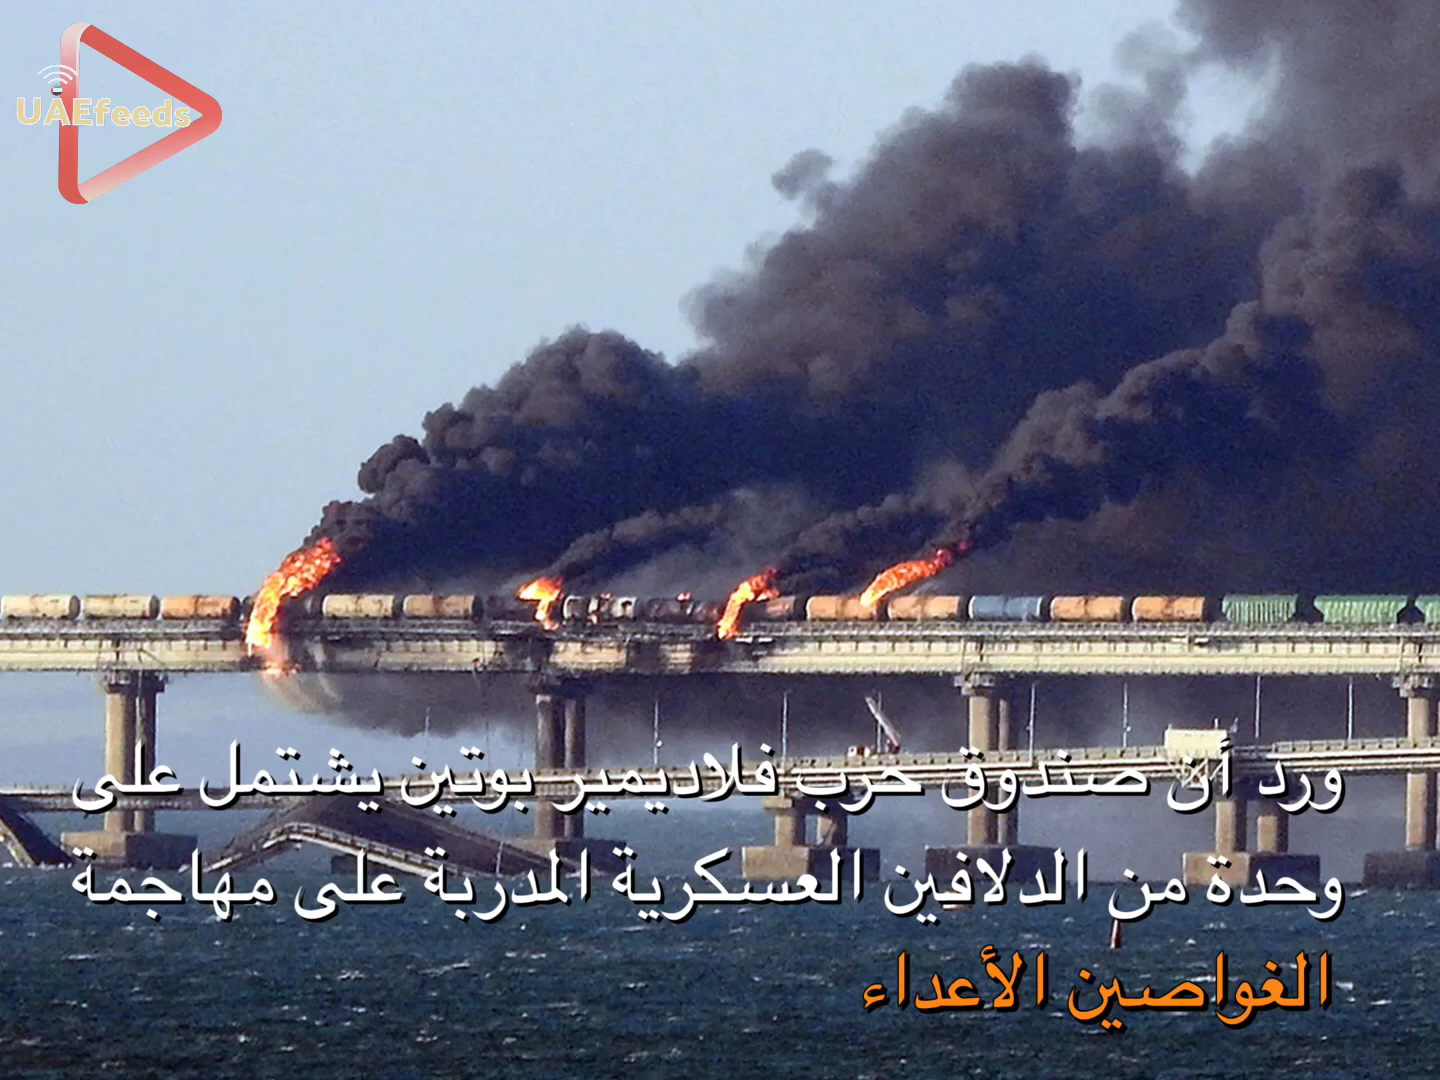 UAEfeeds
ورد أن صندوق حرب فلاديمير بوتين يشتمل على
وحدة من الدلافين العسكرية المدربة على مهاجمة
الغواصين الأعداء